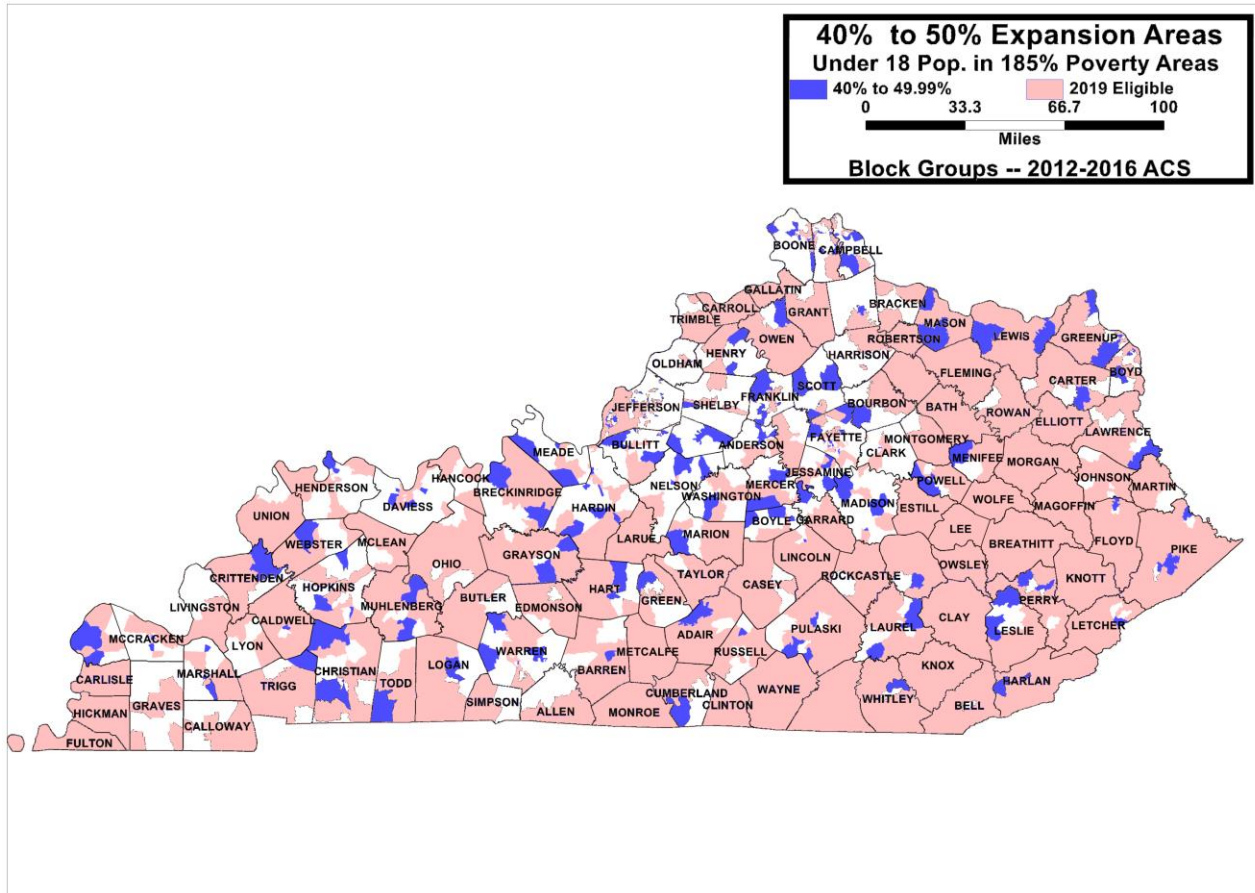 40% to 50% Expansion Areas
Under 18 Pop. in 185% Poverty Areas
40% to 49.99% 2019 Eligible
0 33.3 66.7 100
Miles
Block Groups -- 2012-2016 ACS
BOONE
CAMPBELL
GALLATIN
CARROLL
GRANT
BRACKEN
TRIMBLE
MASON
OWEN
ROBERTSON
LEWIS
GREENUP
HENRY
HARRISON
OLDHAM
FLEMING
CARTER
BOYD
SCOTT
FRANKLIN
SHELBY
JEFFERSON
BOURBON
BATH
ROWAN
ELLIOTT
LAWRENCE
FAYETTE
MONTGOMERY
BULLITT
ANDERSON
CLARK
MENIFEE
MEADE
MORGAN
HANCOCK
JESSAMINE
JOHNSON
MARTIN
HENDERSON
BRECKINRIDGE
NELSON
MERCER
POWELL
WASHINGTON
DAVIESS
HARDIN
MADISON
ESTILL
WOLFE
MAGOFFIN
UNION
BOYLE
GARRARD
LARUE
MARION
LEE
WEBSTER
MCLEAN
BREATHITT
FLOYD
PIKE
GRAYSON
LINCOLN
OHIO
OWSLEY
CRITTENDEN
TAYLOR
CASEY
ROCKCASTLE
KNOTT
HOPKINS
HART
BUTLER
GREEN
PERRY
LIVINGSTON
MUHLENBERG
EDMONSON
CLAY
CALDWELL
PULASKI
LAUREL
LESLIE
LETCHER
MCCRACKEN
ADAIR
LYON
WARREN
METCALFE
RUSSELL
CHRISTIAN
LOGAN
BARREN
KNOX
MARSHALL
CARLISLE
TRIGG
TODD
HARLAN
CUMBERLAND
WAYNE
WHITLEY
SIMPSON
CLINTON
BELL
GRAVES
ALLEN
MONROE
HICKMAN
CALLOWAY
FULTON